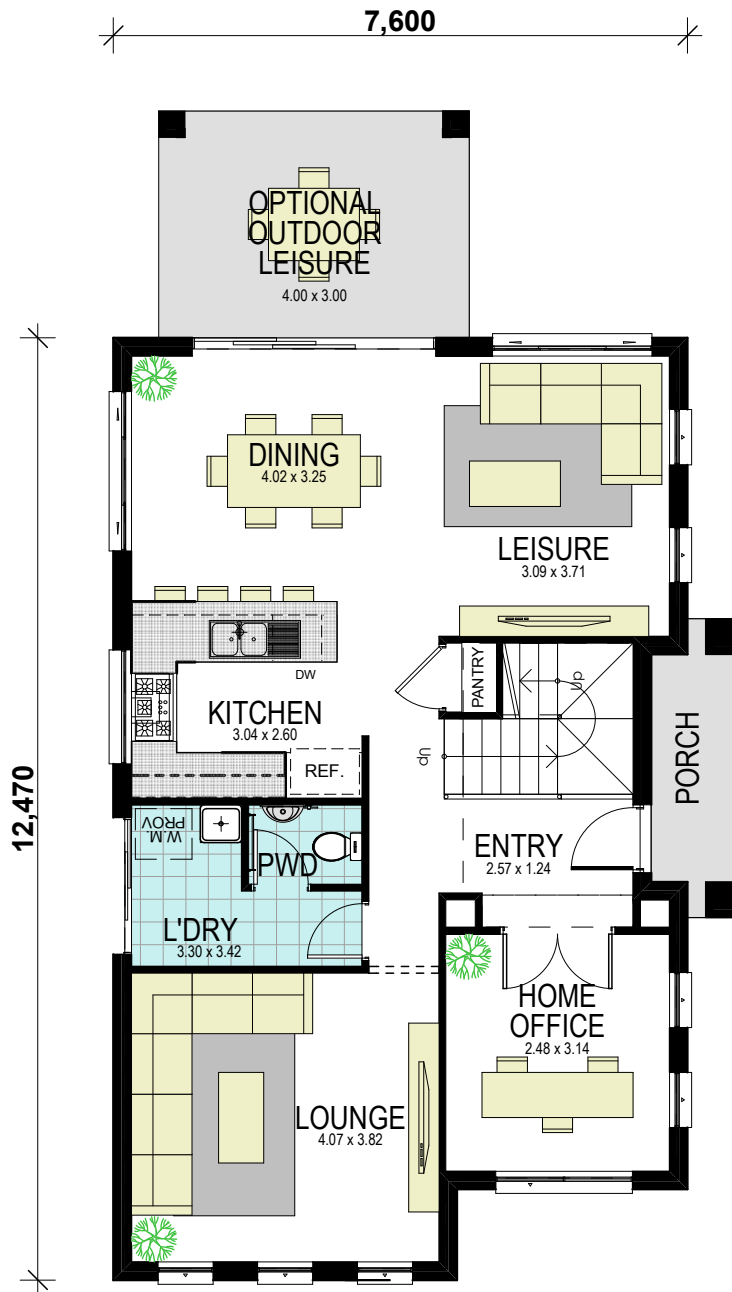 7,600
OPTIONAL
OUTDOOR
LEISURE
4.00 x 3.00
DINING
4.02 x 3.25
LEISURE
3.09 x 3.71
DW
PANTRY
up
KITCHEN
3.04 x 2.60
REF.
up
PORCH
12,470
W.M.
PROV
PWD
ENTRY
2.57 x 1.24
L'DRY
3.30 x 3.42
HOME
OFFICE
2.48 x 3.14
LOUNGE
4.07 x 3.82